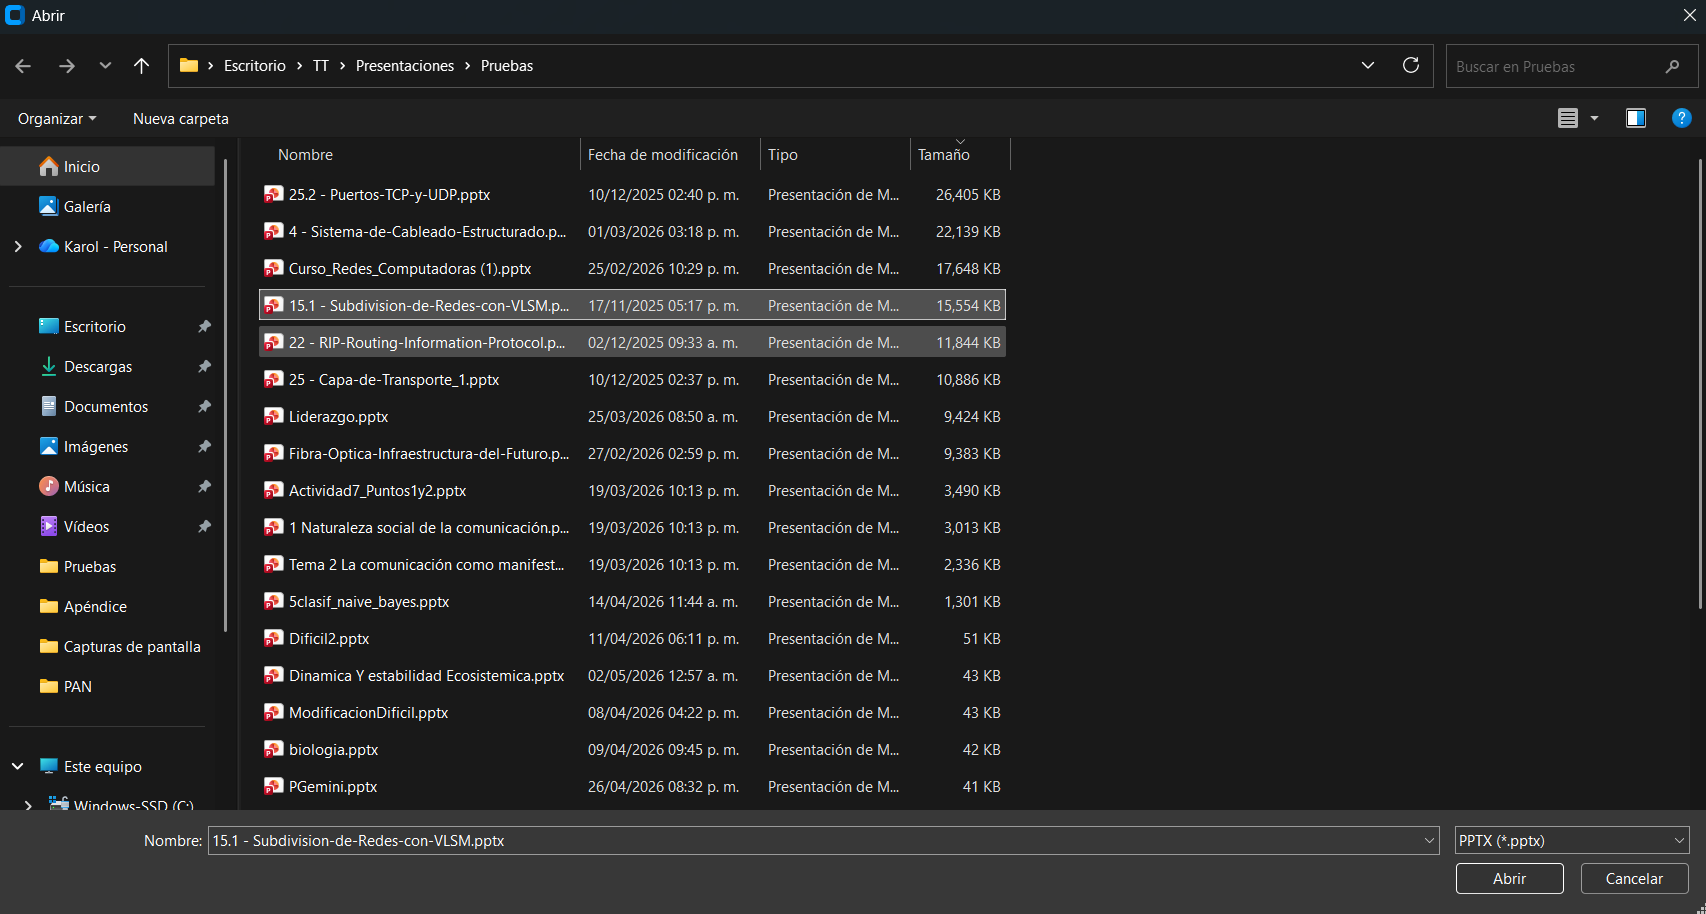 Abrir
Escritorio > TT > Presentaciones > Pruebas
Buscar en Pruebas
Organizar
Nueva carpeta
Inicio
Galería
Karol - Personal
Escritorio
Descargas
Documentos
Imágenes
Música
Vídeos
Pruebas
Apéndice
Capturas de pantalla
PAN
Este equipo
Windows-SSD (C:)
Nombre Fecha de modificación Tipo Tamaño
25.2 - Puertos-TCP-y-UDP.pptx 10/12/2025 02:40 p. m. Presentación de M... 26,405 KB
4 - Sistema-de-Cableado-Estructurado.p... 01/03/2026 03:18 p. m. Presentación de M... 22,139 KB
Curso_Redes_Computadoras (1).pptx 25/02/2026 10:29 p. m. Presentación de M... 17,648 KB
15.1 - Subdivision-de-Redes-con-VLSM.p... 17/11/2025 05:17 p. m. Presentación de M... 15,554 KB
22 - RIP-Routing-Information-Protocol.p... 02/12/2025 09:33 a. m. Presentación de M... 11,844 KB
25 - Capa-de-Transporte_1.pptx 10/12/2025 02:37 p. m. Presentación de M... 10,886 KB
Liderazgo.pptx 25/03/2026 08:50 a. m. Presentación de M... 9,424 KB
Fibra-Optica-Infraestructura-del-Futuro.p... 27/02/2026 02:59 p. m. Presentación de M... 9,383 KB
Actividad7_Puntos1y2.pptx 19/03/2026 10:13 p. m. Presentación de M... 3,490 KB
1 Naturaleza social de la comunicación.p... 19/03/2026 10:13 p. m. Presentación de M... 3,013 KB
Tema 2 La comunicación como manifest... 19/03/2026 10:13 p. m. Presentación de M... 2,336 KB
5clasif_naive_bayes.pptx 14/04/2026 11:44 a. m. Presentación de M... 1,301 KB
Dificil2.pptx 11/04/2026 06:11 p. m. Presentación de M... 51 KB
Dinamica Y estabilidad Ecosistemica.pptx 02/05/2026 12:57 a. m. Presentación de M... 43 KB
ModificacionDificil.pptx 08/04/2026 04:22 p. m. Presentación de M... 43 KB
biologia.pptx 09/04/2026 09:45 p. m. Presentación de M... 42 KB
PGemini.pptx 26/04/2026 08:32 p. m. Presentación de M... 41 KB
Nombre: 15.1 - Subdivision-de-Redes-con-VLSM.pptx
PPTX (*.pptx)
Abrir
Cancelar